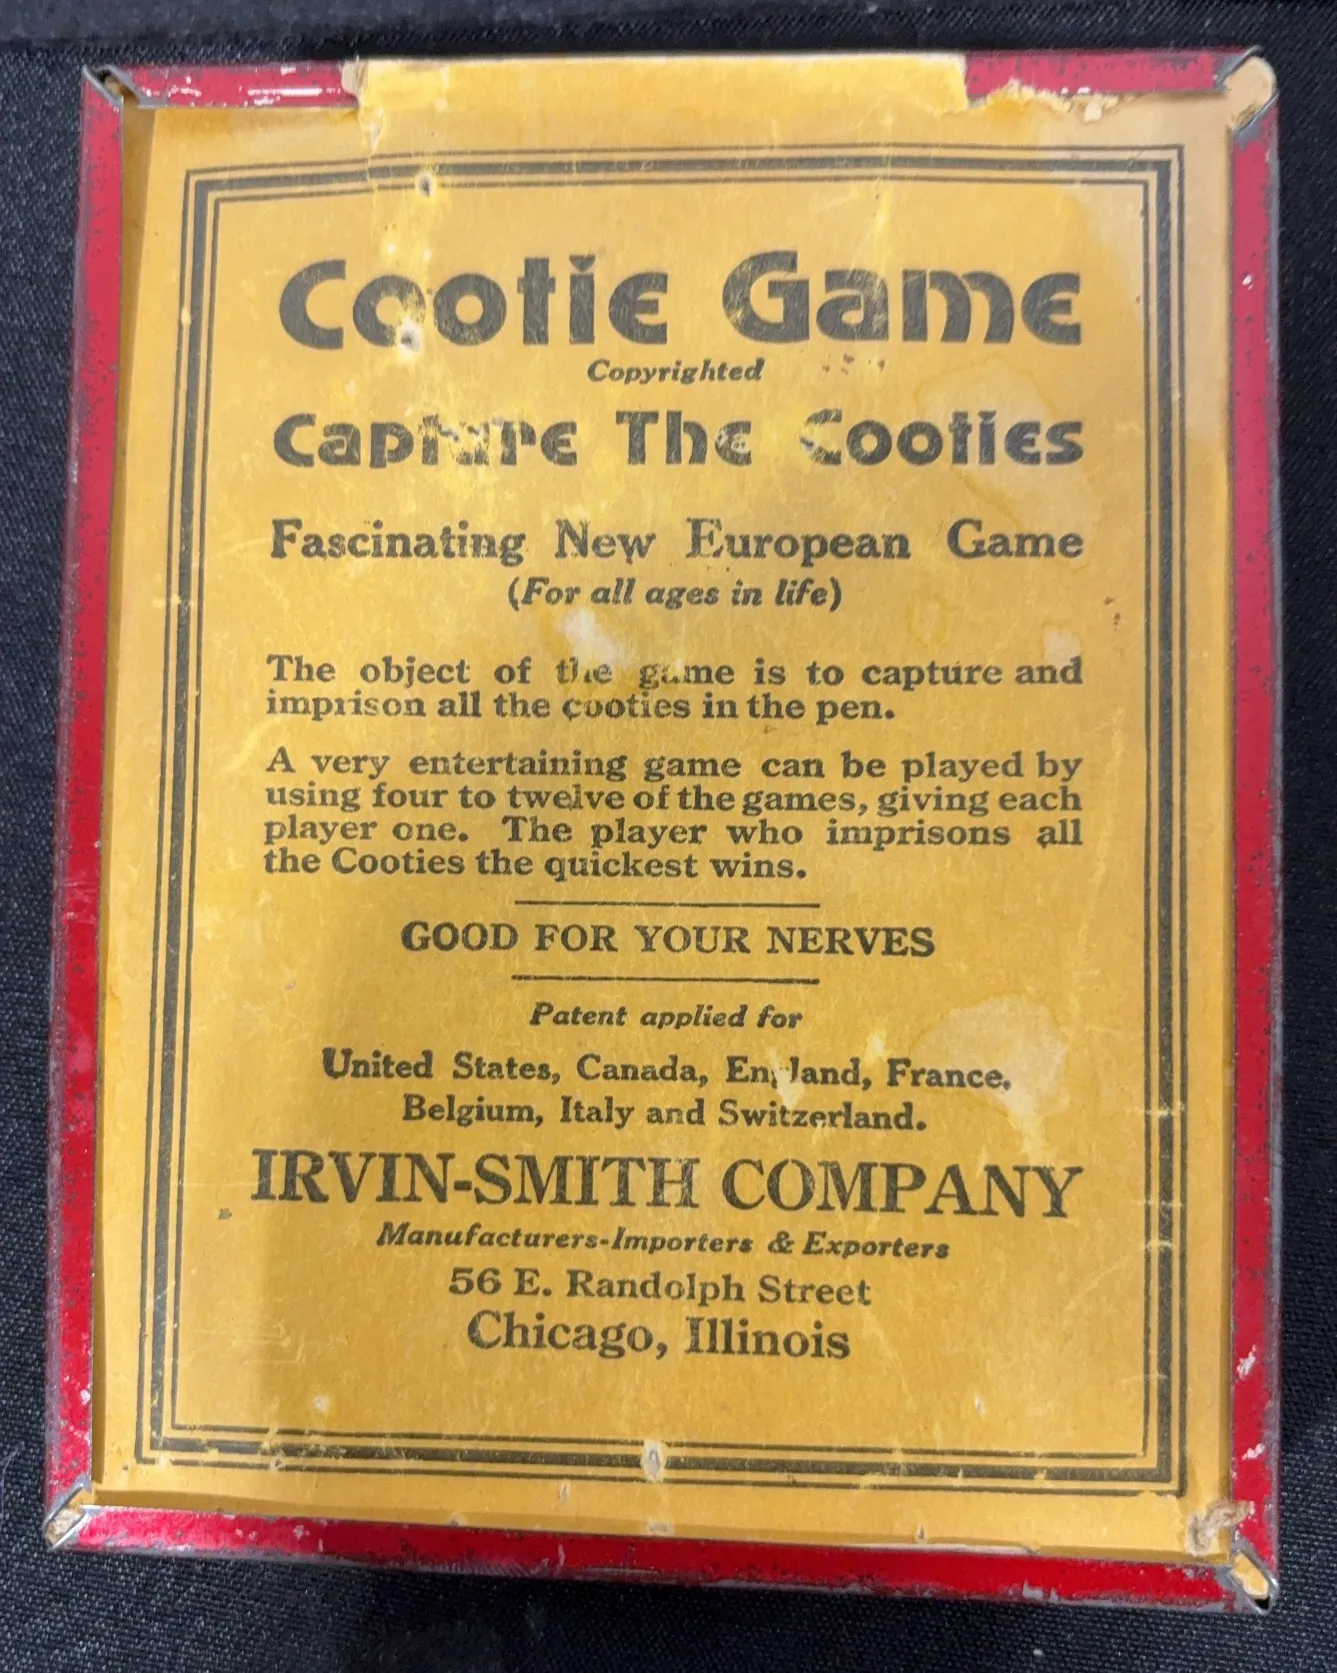 Cootie Game
Copyrighted
Capture The Cooties
Fascinating New European Game
(For all ages in life)
The object of the game is to capture and
imprison all the cooties in the pen.
A very entertaining game can be played by
using four to twelve of the games, giving each
player one. The player who imprisons all
the Cooties the quickest wins.
GOOD FOR YOUR NERVES
Patent applied for
United States, Canada, England, France.
Belgium, Italy and Switzerland.
IRVIN-SMITH COMPANY
Manufacturers-Importers & Exporters
56 E. Randolph Street
Chicago, Illinois